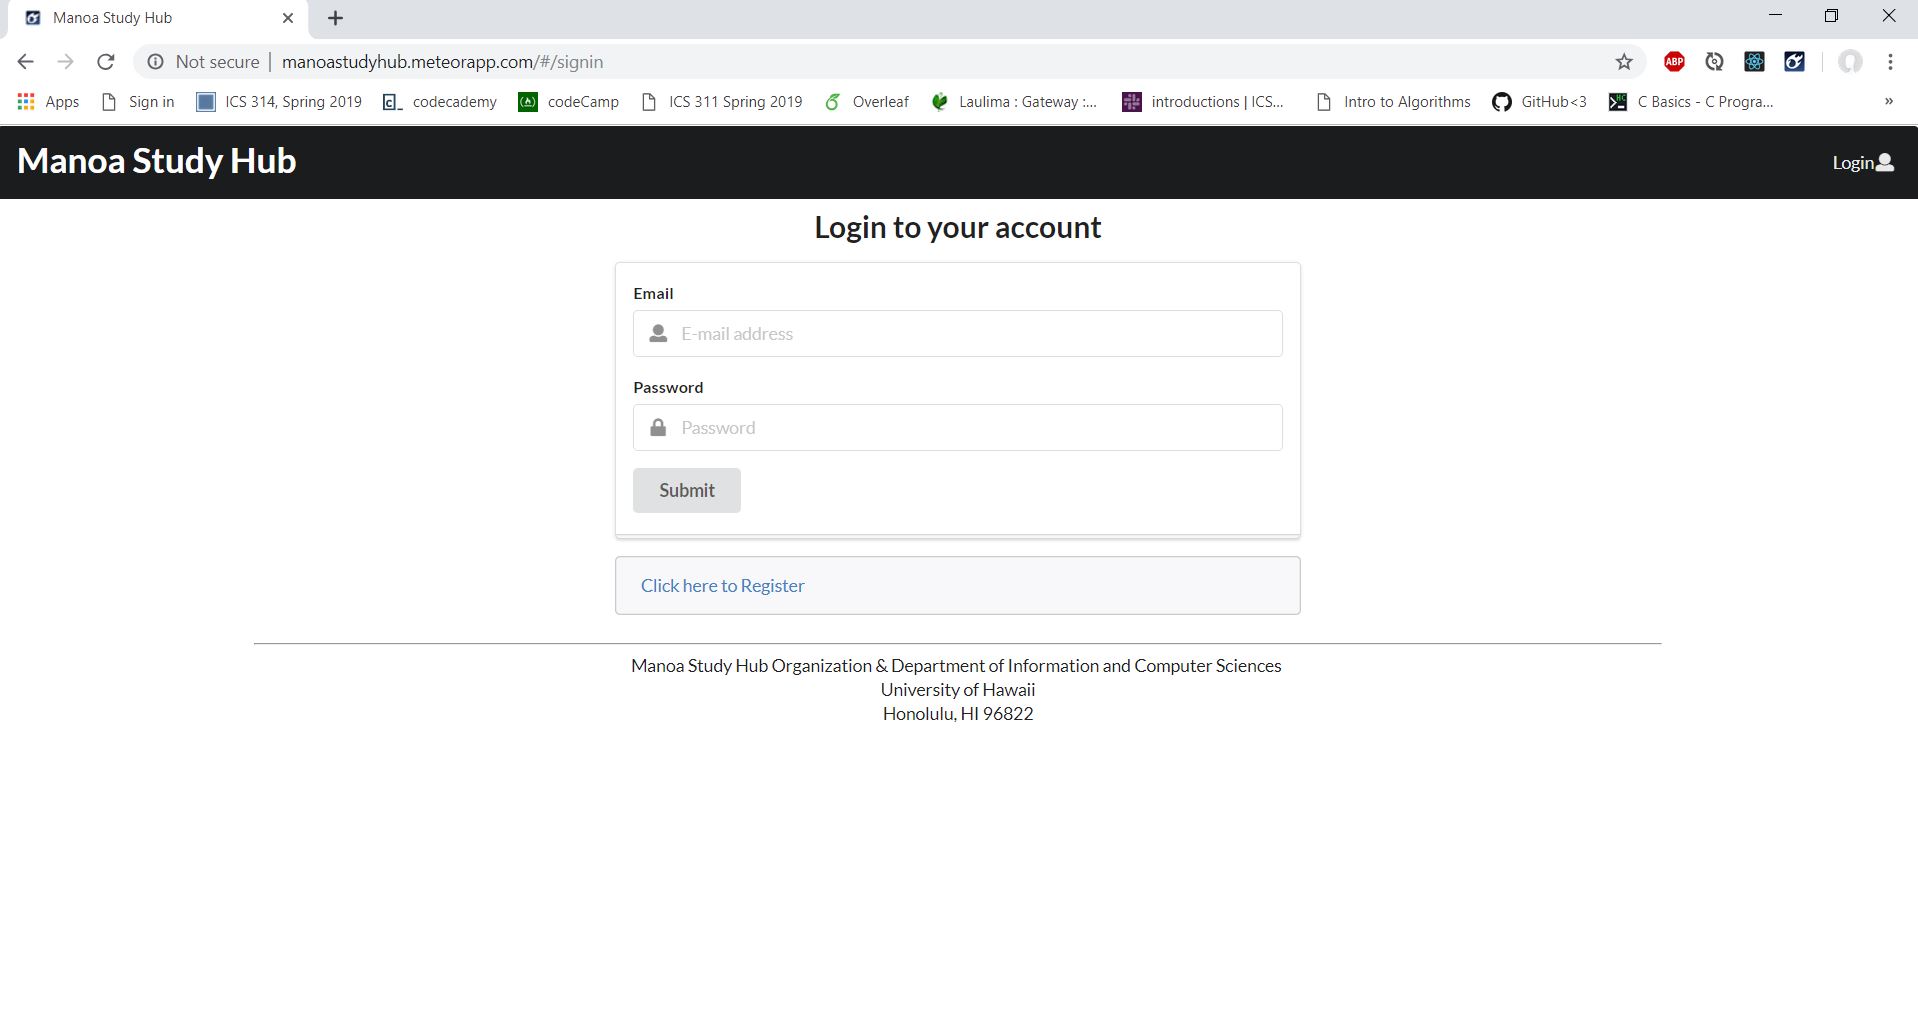 Manoa Study Hub
Not secure | manoastudyhub.meteorapp.com/#/signin
ABP
Apps Sign in ICS 314, Spring 2019 codecademy codeCamp ICS 311 Spring 2019 Overleaf Laulima : Gateway :... introductions | ICS... Intro to Algorithms GitHub<3 C Basics - C Progra... »
Manoa Study Hub Login
Login to your account
Email
E-mail address
Password
Password
Submit
Click here to Register
Manoa Study Hub Organization & Department of Information and Computer Sciences
University of Hawaii
Honolulu, HI 96822